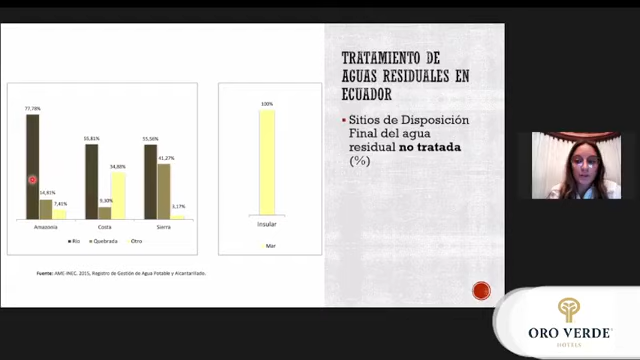 TRATAMIENTO DE
AGUAS RESIDUALES EN
ECUADOR
• Sitios de Disposición
Final del agua
residual no tratada
(%)
77,78%
14,81%
7,41%
55,81%
9,30%
34,88%
55,56%
41,27%
3,17%
Amazonía
Costa
Sierra
Río
Quebrada
Otro
100%
Insular
Mar
Fuente: AME-INEC, 2015, Registro de Gestión de Agua Potable y Alcantarillado.
ORO VERDE
HOTELS